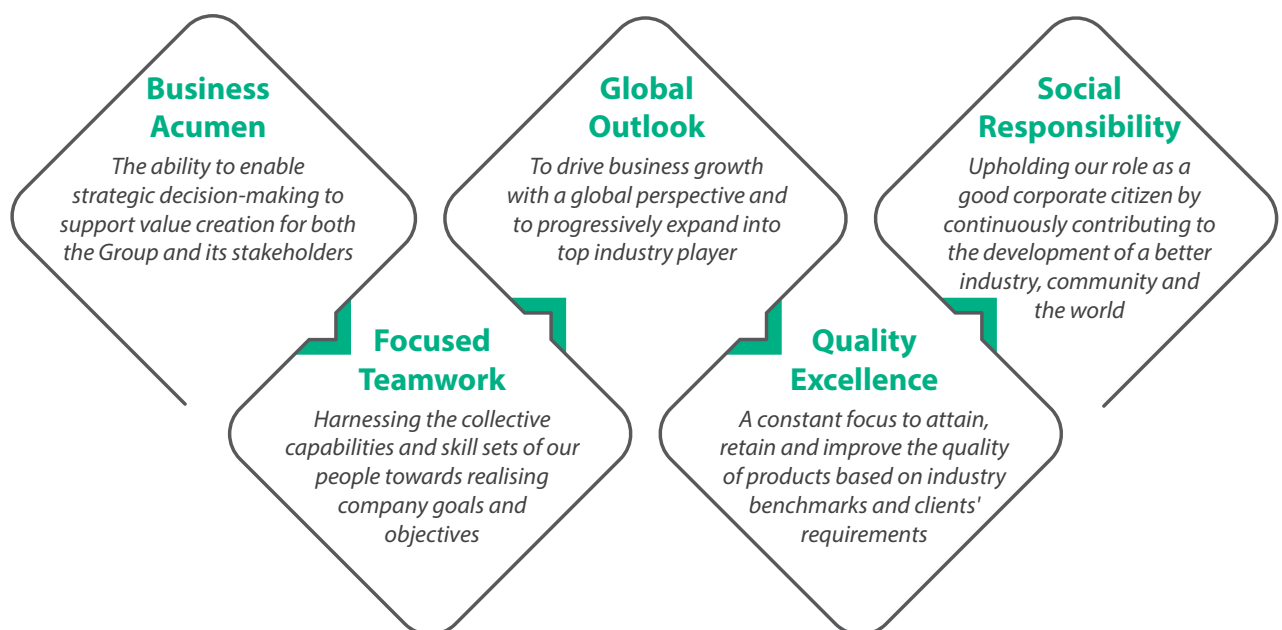 Business
Acumen
The ability to enable
strategic decision-making to
support value creation for both
the Group and its stakeholders
Focused
Teamwork
Harnessing the collective
capabilities and skill sets of our
people towards realising
company goals and
objectives
Global
Outlook
To drive business growth
with a global perspective and
to progressively expand into
top industry player
Quality
Excellence
A constant focus to attain,
retain and improve the quality
of products based on industry
benchmarks and clients'
requirements
Social
Responsibility
Upholding our role as a
good corporate citizen by
continuously contributing to
the development of a better
industry, community and
the world